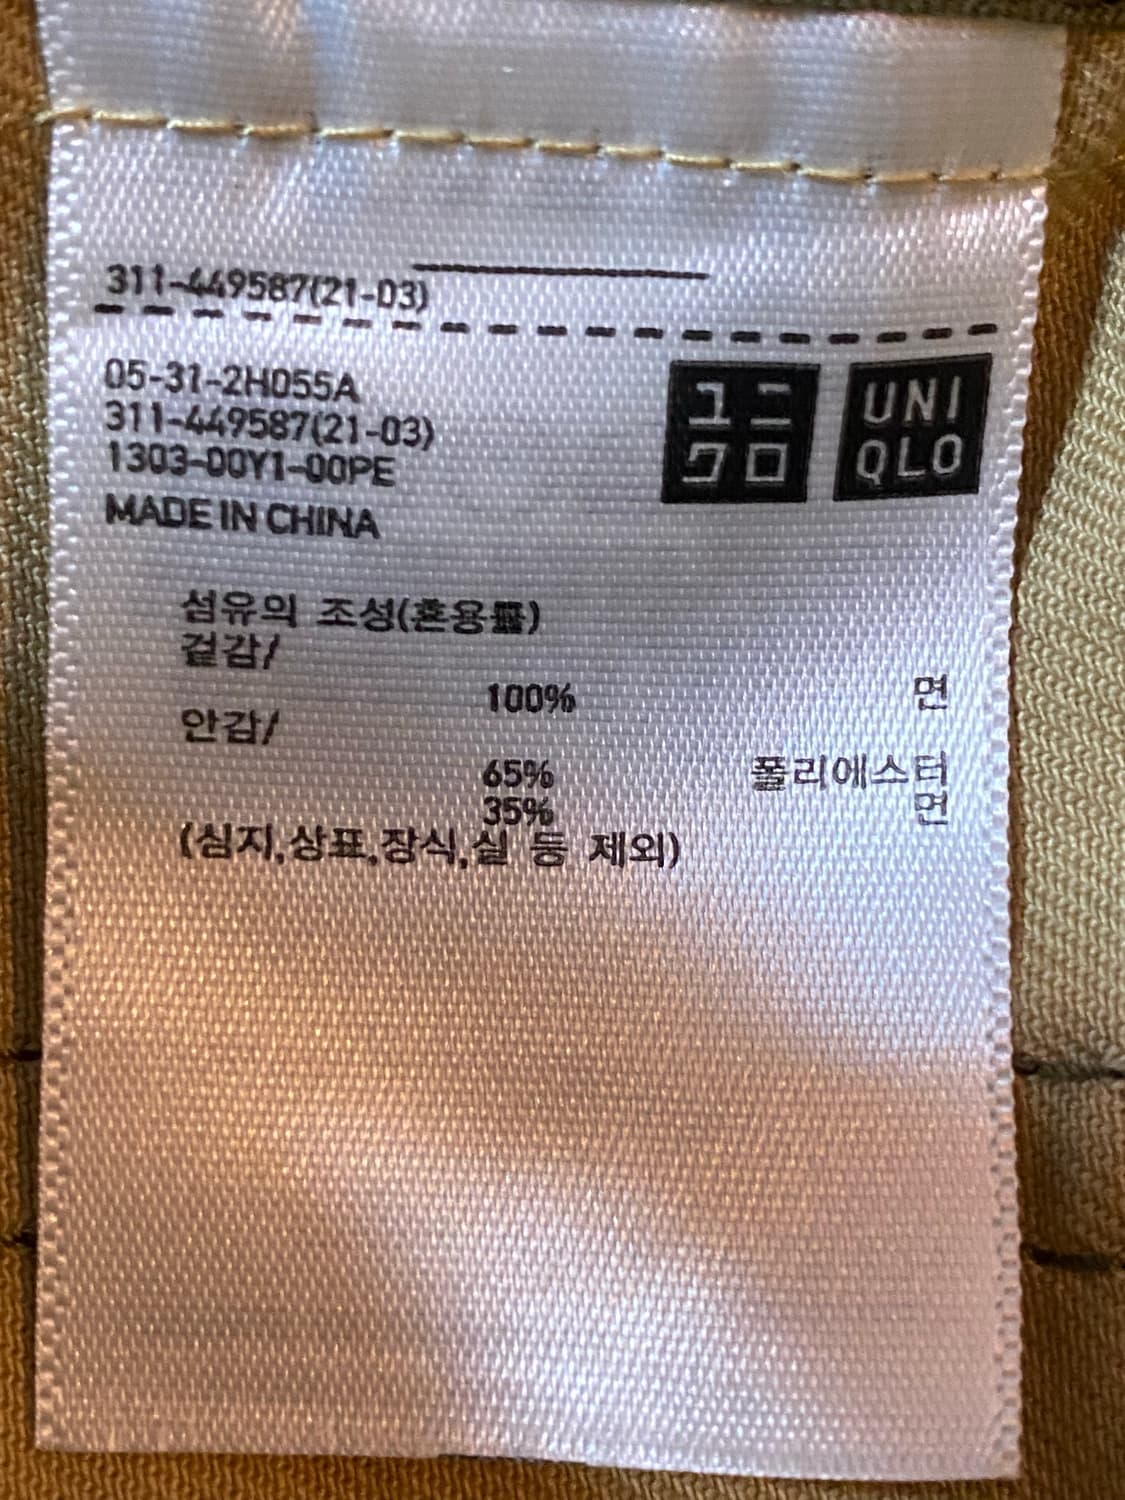 311-449587(21-03)
05-31-2H055A
311-449587(21-03)
1303-00Y1-00PE
MADE IN CHINA
ユニ
クロ
UNI
QLO
섬유의 조성(혼용률)
겉감/
100% 면
안감/
65% 폴리에스터
35% 면
(심지,상표,장식,실 등 제외)